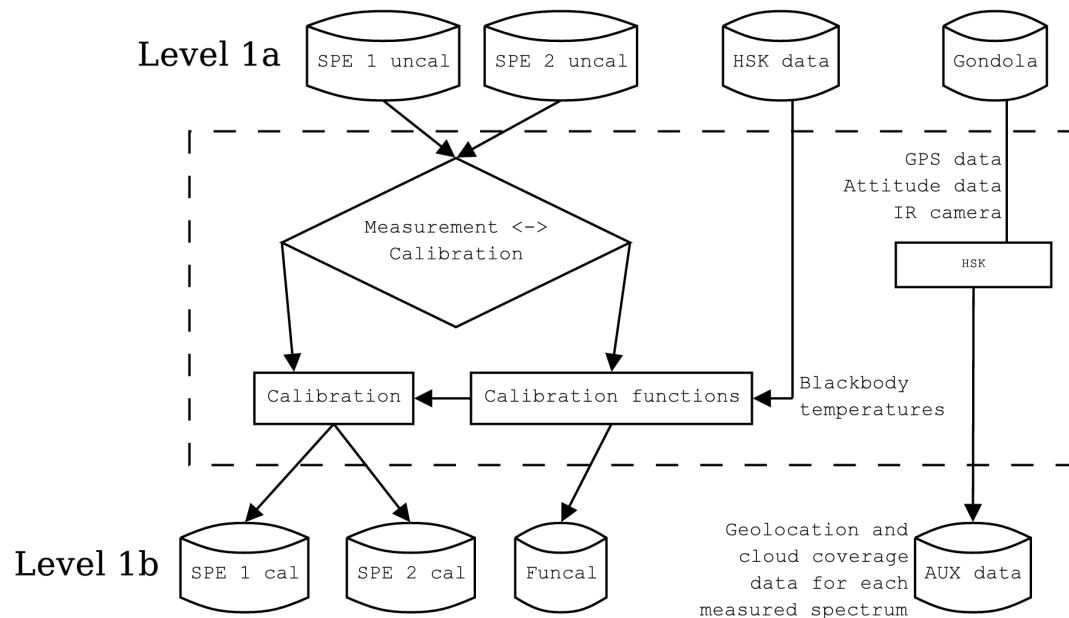 Level 1a
SPE 1 uncal
SPE 2 uncal
HSK data
Gondola
GPS data
Attitude data
IR camera
Measurement <->
Calibration
HSK
Calibration
Calibration functions
Blackbody
temperatures
Level 1b
SPE 1 cal
SPE 2 cal
Funcal
Geolocation and
cloud coverage
data for each
measured spectrum
AUX data